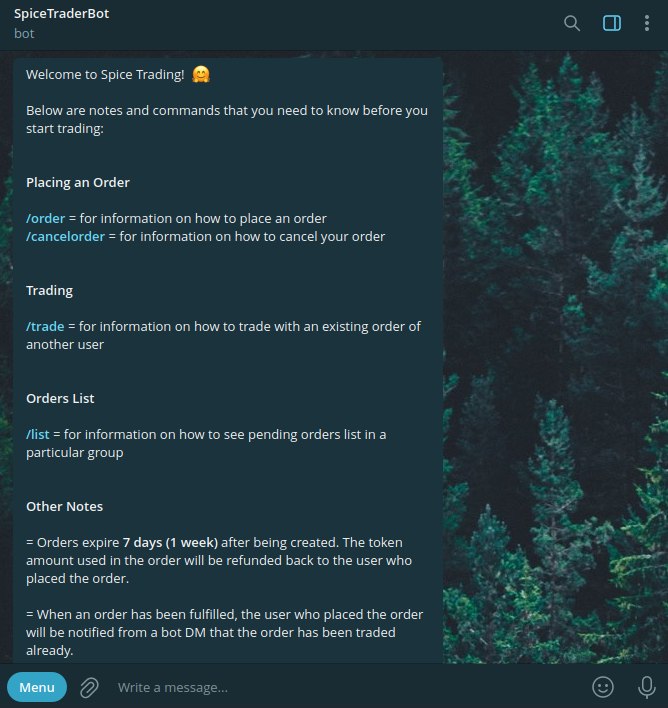 SpiceTraderBot
bot
Welcome to Spice Trading! 🤗
Below are notes and commands that you need to know before you
start trading:
Placing an Order
/order = for information on how to place an order
/cancelorder = for information on how to cancel your order
Trading
/trade = for information on how to trade with an existing order of
another user
Orders List
/list = for information on how to see pending orders list in a
particular group
Other Notes
= Orders expire 7 days (1 week) after being created. The token
amount used in the order will be refunded back to the user who
placed the order.
= When an order has been fulfilled, the user who placed the order
will be notified from a bot DM that the order has been traded
already.
Menu
Write a message...